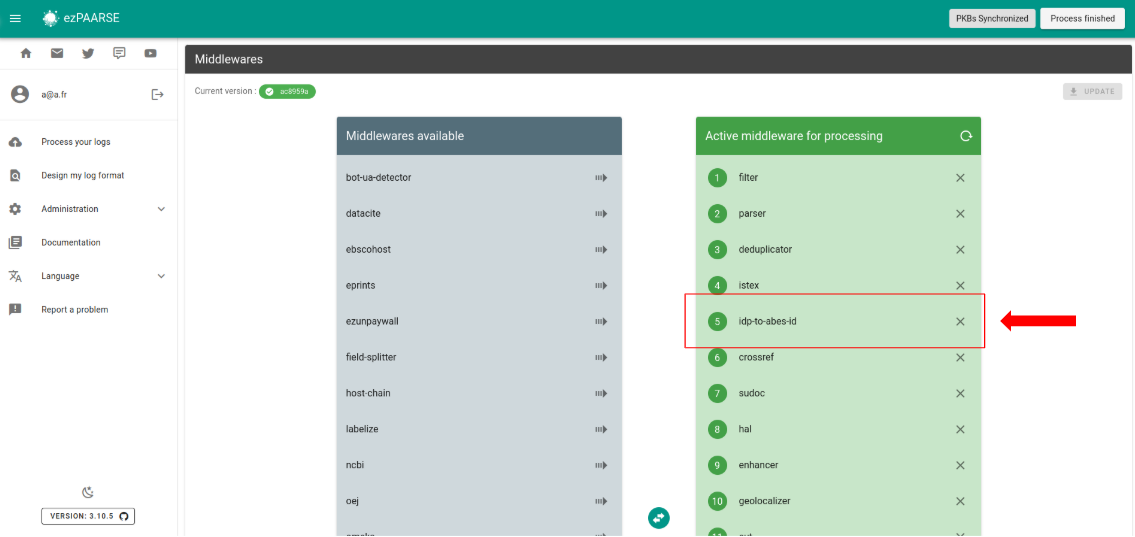 ezPAARSE
PKBs Synchronized
Process finished
a@a.fr
Process your logs
Design my log format
Administration
Documentation
Language
Report a problem
VERSION: 3.10.5
Middlewares
Current version : ac8959a
UPDATE
Middlewares available
bot-ua-detector
datacite
ebscohost
eprints
ezunpaywall
field-splitter
host-chain
labelize
ncbi
oej
Active middleware for processing
1 filter
2 parser
3 deduplicator
4 istex
5 idp-to-abes-id
6 crossref
7 sudoc
8 hal
9 enhancer
10 geolocalizer